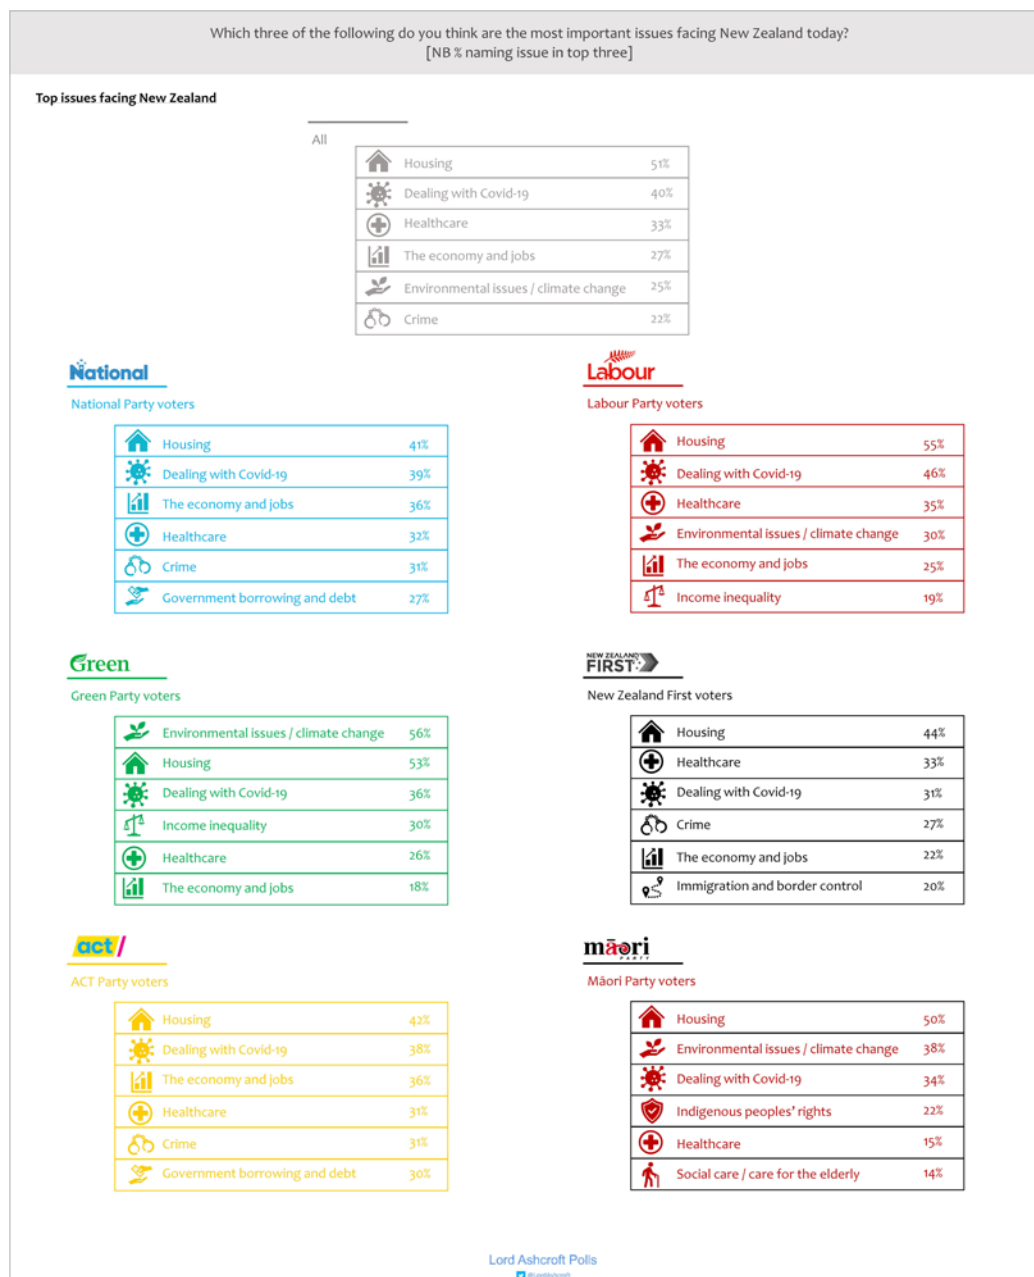 Which three of the following do you think are the most important issues facing New Zealand today?
[NB % naming issue in top three]
Top issues facing New Zealand
All
Housing 51%
Dealing with Covid-19 40%
Healthcare 33%
The economy and jobs 27%
Environmental issues / climate change 25%
Crime 22%
National
National Party voters
Housing 41%
Dealing with Covid-19 39%
The economy and jobs 36%
Healthcare 32%
Crime 31%
Government borrowing and debt 27%
Labour
Labour Party voters
Housing 55%
Dealing with Covid-19 46%
Healthcare 35%
Environmental issues / climate change 30%
The economy and jobs 25%
Income inequality 19%
Green
Green Party voters
Environmental issues / climate change 56%
Housing 53%
Dealing with Covid-19 36%
Income inequality 30%
Healthcare 26%
The economy and jobs 18%
NEW ZEALAND
FIRST
New Zealand First voters
Housing 44%
Healthcare 33%
Dealing with Covid-19 31%
Crime 27%
The economy and jobs 22%
Immigration and border control 20%
act
ACT Party voters
Housing 42%
Dealing with Covid-19 38%
The economy and jobs 36%
Healthcare 31%
Crime 31%
Government borrowing and debt 30%
māori
PARTY
Māori Party voters
Housing 50%
Environmental issues / climate change 38%
Dealing with Covid-19 34%
Indigenous peoples' rights 22%
Healthcare 15%
Social care / care for the elderly 14%
Lord Ashcroft Polls
@LordAshcroft